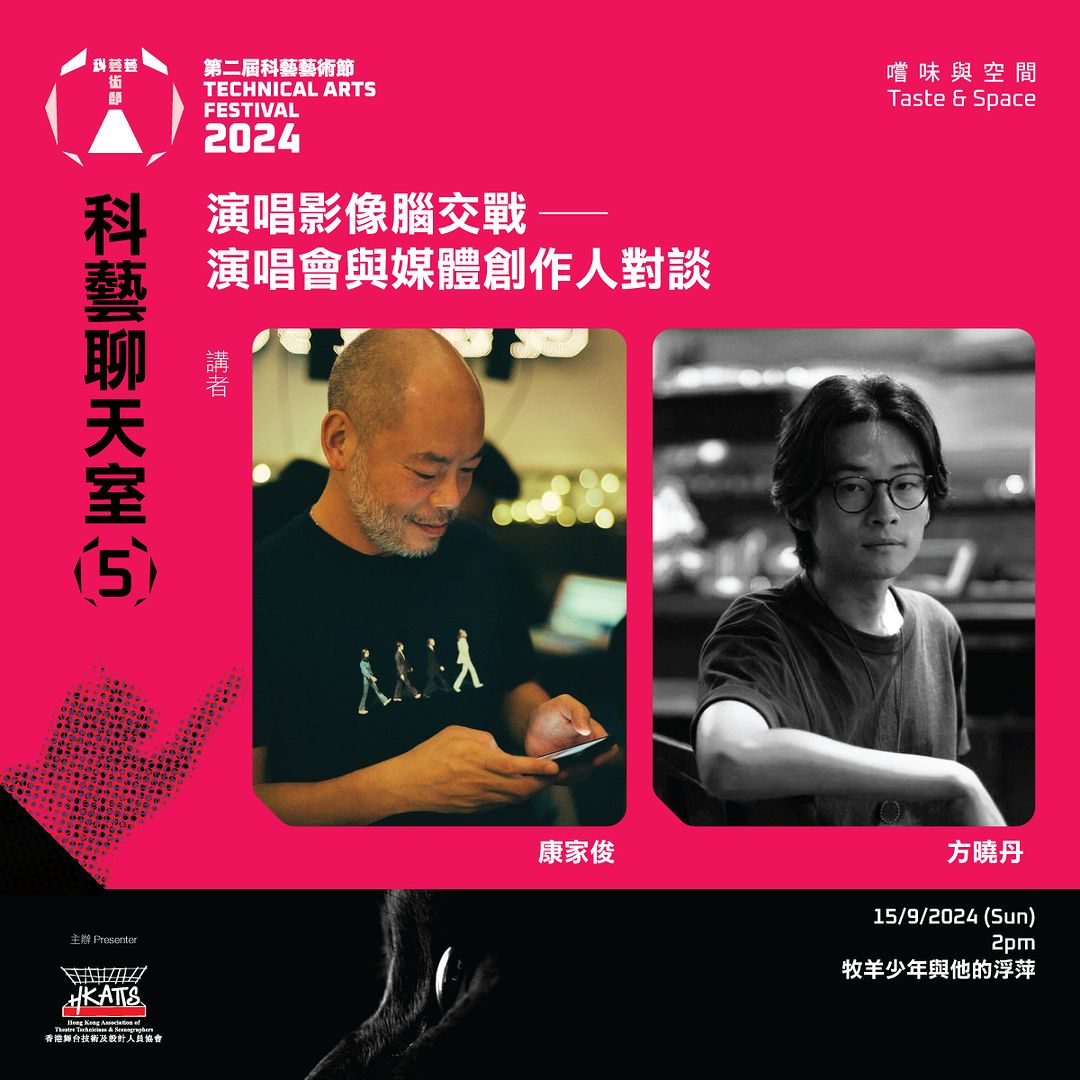 科藝藝
術
節
第二屆科藝藝術節
TECHNICAL ARTS
FESTIVAL
2024
嚐味與空間
Taste & Space
科藝聊天室(5)
演唱影像腦交戰——
演唱會與媒體創作人對談
講者
康家俊
方曉丹
15/9/2024 (Sun)
2pm
牧羊少年與他的浮萍
主辦 Presenter
HKATTS
Hong Kong Association of
Theatre Technicians & Scenographers
香港舞台技術及設計人員協會